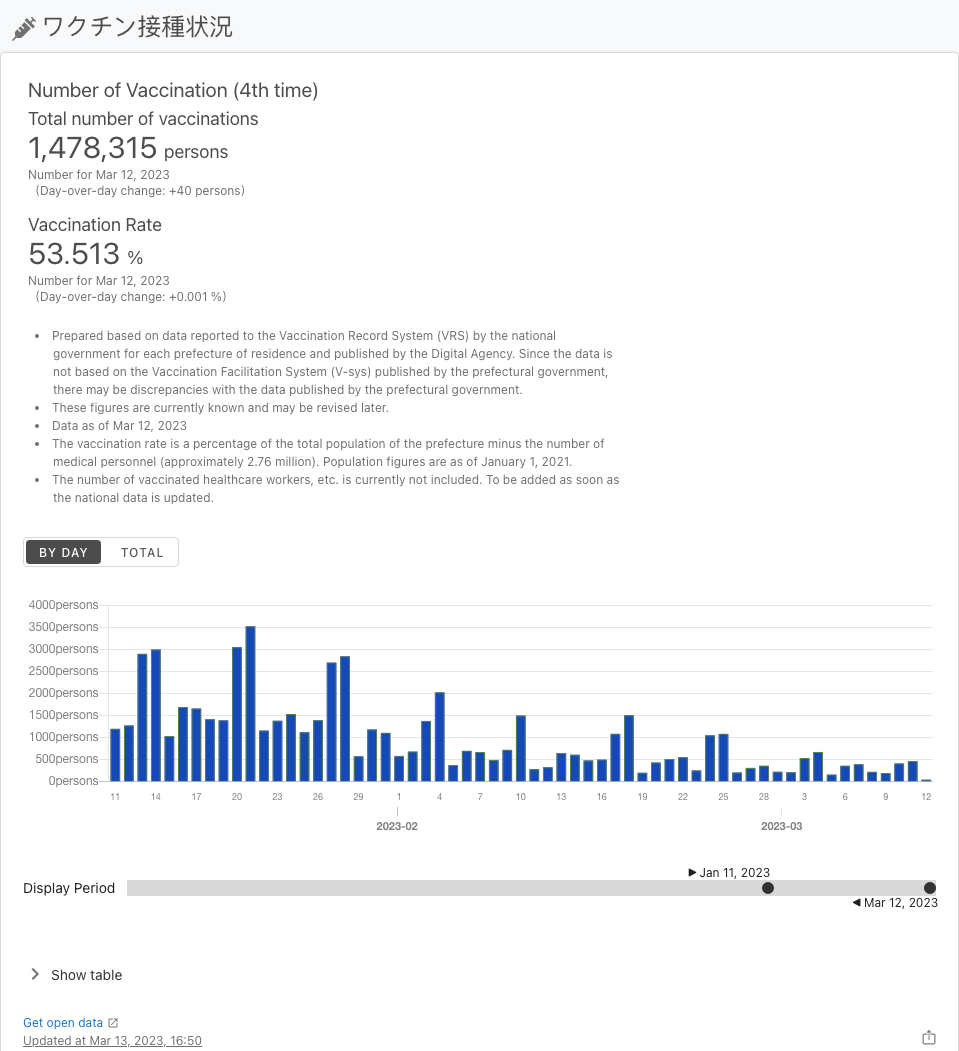 ワクチン接種状況
Number of Vaccination (4th time)
Total number of vaccinations
1,478,315 persons
Number for Mar 12, 2023
(Day-over-day change: +40 persons)
Vaccination Rate
53.513 %
Number for Mar 12, 2023
(Day-over-day change: +0.001 %)
• Prepared based on data reported to the Vaccination Record System (VRS) by the national
government for each prefecture of residence and published by the Digital Agency. Since the data is
not based on the Vaccination Facilitation System (V-sys) published by the prefectural government,
there may be discrepancies with the data published by the prefectural government.
• These figures are currently known and may be revised later.
• Data as of Mar 12, 2023
• The vaccination rate is a percentage of the total population of the prefecture minus the number of
medical personnel (approximately 2.76 million). Population figures are as of January 1, 2021.
• The number of vaccinated healthcare workers, etc. is currently not included. To be added as soon as
the national data is updated.
BY DAY TOTAL
4000persons
3500persons
3000persons
2500persons
2000persons
1500persons
1000persons
500persons
0persons
11 14 17 20 23 26 29 1 4 7 10 13 16 19 22 25 28 3 6 9 12
2023-02 2023-03
Jan 11, 2023
Display Period
Mar 12, 2023
Show table
Get open data
Updated at Mar 13, 2023, 16:50